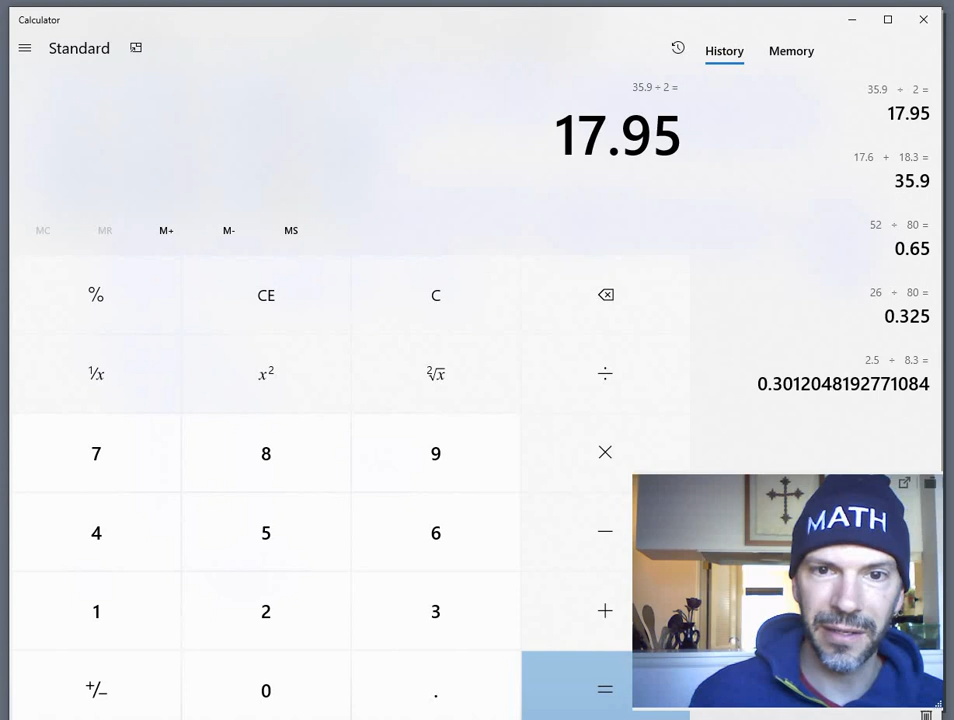 Calculator
Standard
History Memory
35.9 ÷ 2 =
17.95
35.9 ÷ 2 =
17.95
17.6 + 18.3 =
35.9
52 ÷ 80 =
0.65
26 ÷ 80 =
0.325
2.5 ÷ 8.3 =
0.3012048192771084
MC MR M+ M- MS
% CE C
1/x x² ²√x ÷
7 8 9 ×
4 5 6 −
1 2 3 +
+/− 0 . =
MATH